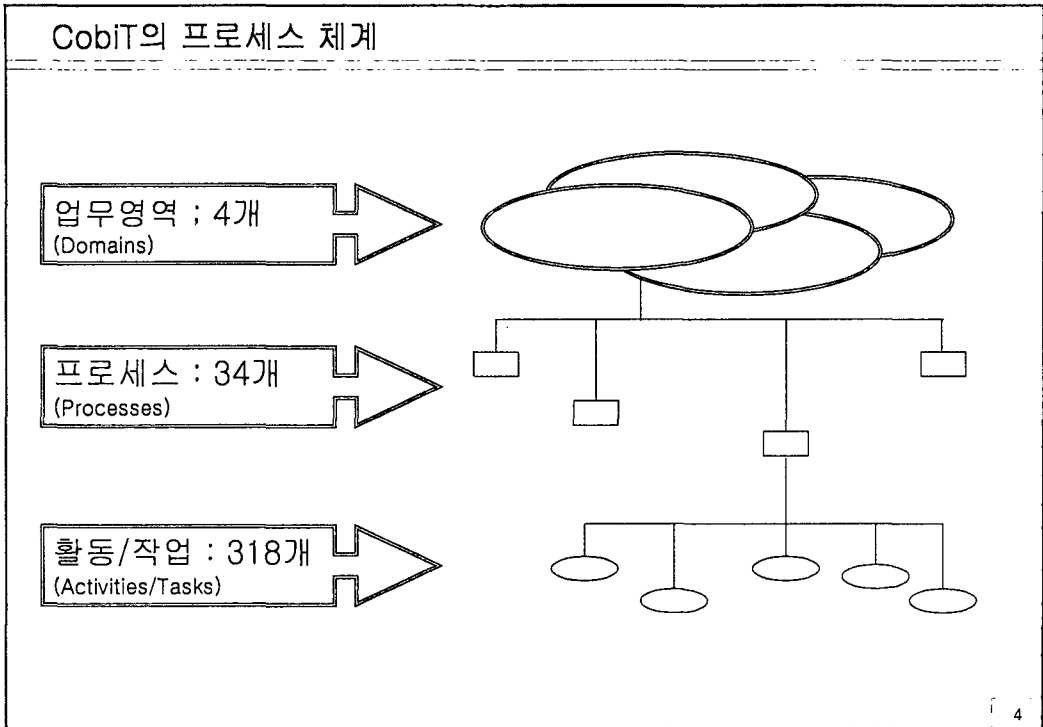 CobiT의 프로세스 체계
업무영역 ; 4개
(Domains)
프로세스 : 34개
(Processes)
활동/작업 : 318개
(Activities/Tasks)
4